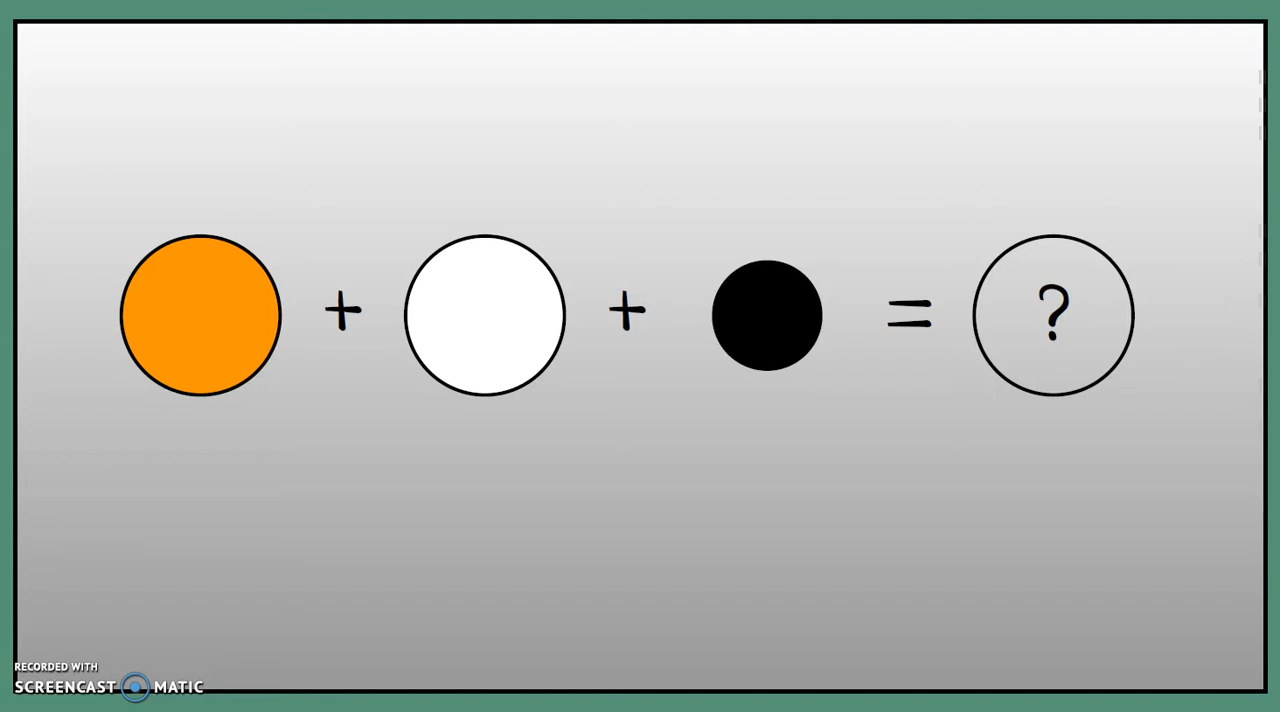 + + = ?
RECORDED WITH
SCREENCAST MATIC